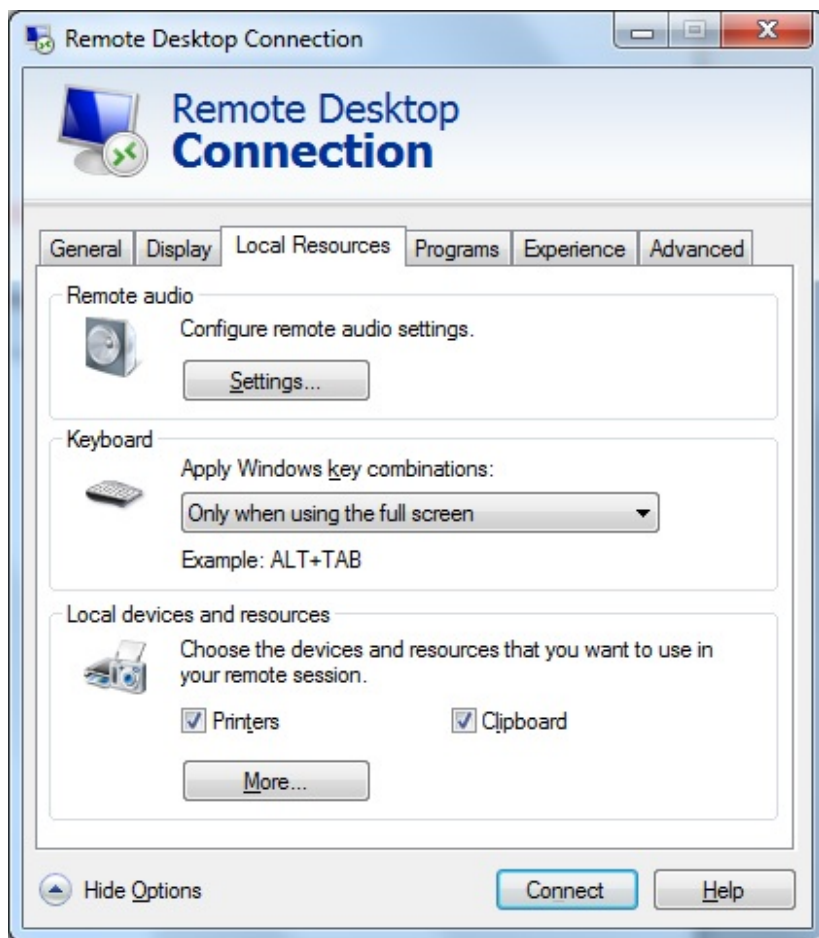 Remote Desktop Connection
Remote Desktop
Connection
General Display Local Resources Programs Experience Advanced
Remote audio
Configure remote audio settings.
Settings...
Keyboard
Apply Windows key combinations:
Only when using the full screen
Example: ALT+TAB
Local devices and resources
Choose the devices and resources that you want to use in
your remote session.
Printers Clipboard
More...
Hide Options Connect Help